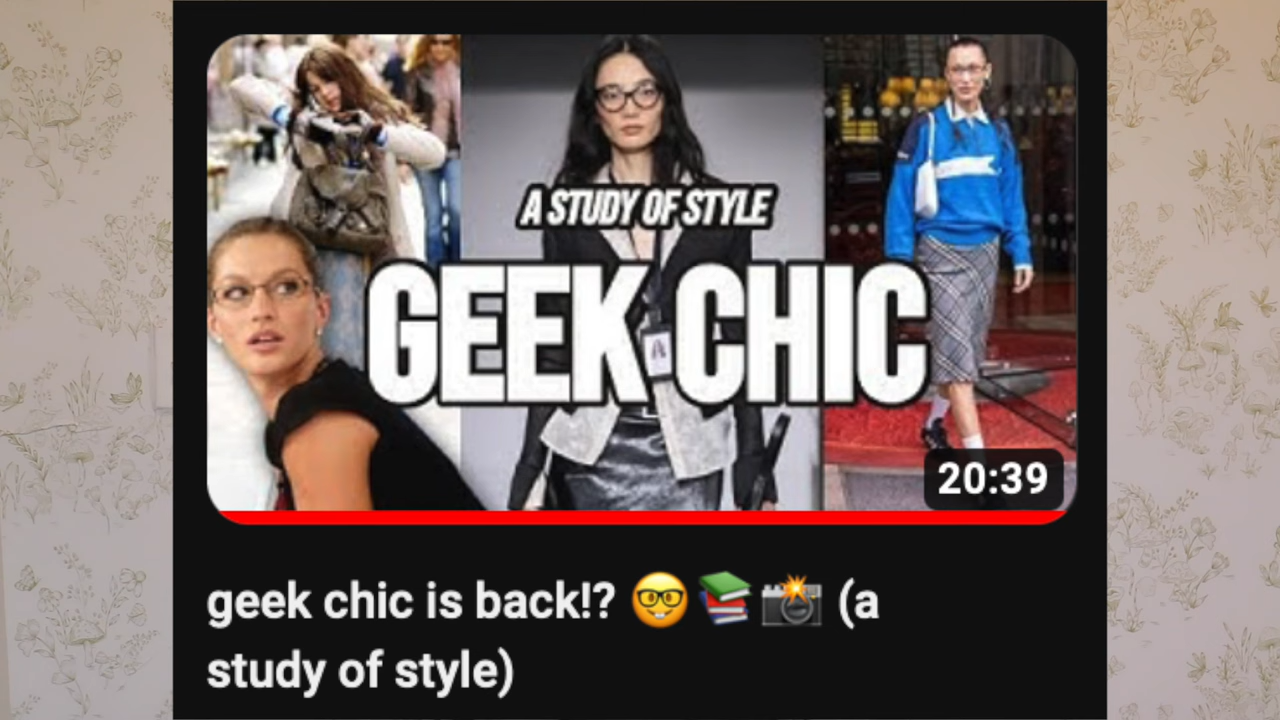 A STUDY OF STYLE
GEEK CHIC
20:39
geek chic is back!? 🤓📚📸 (a
study of style)